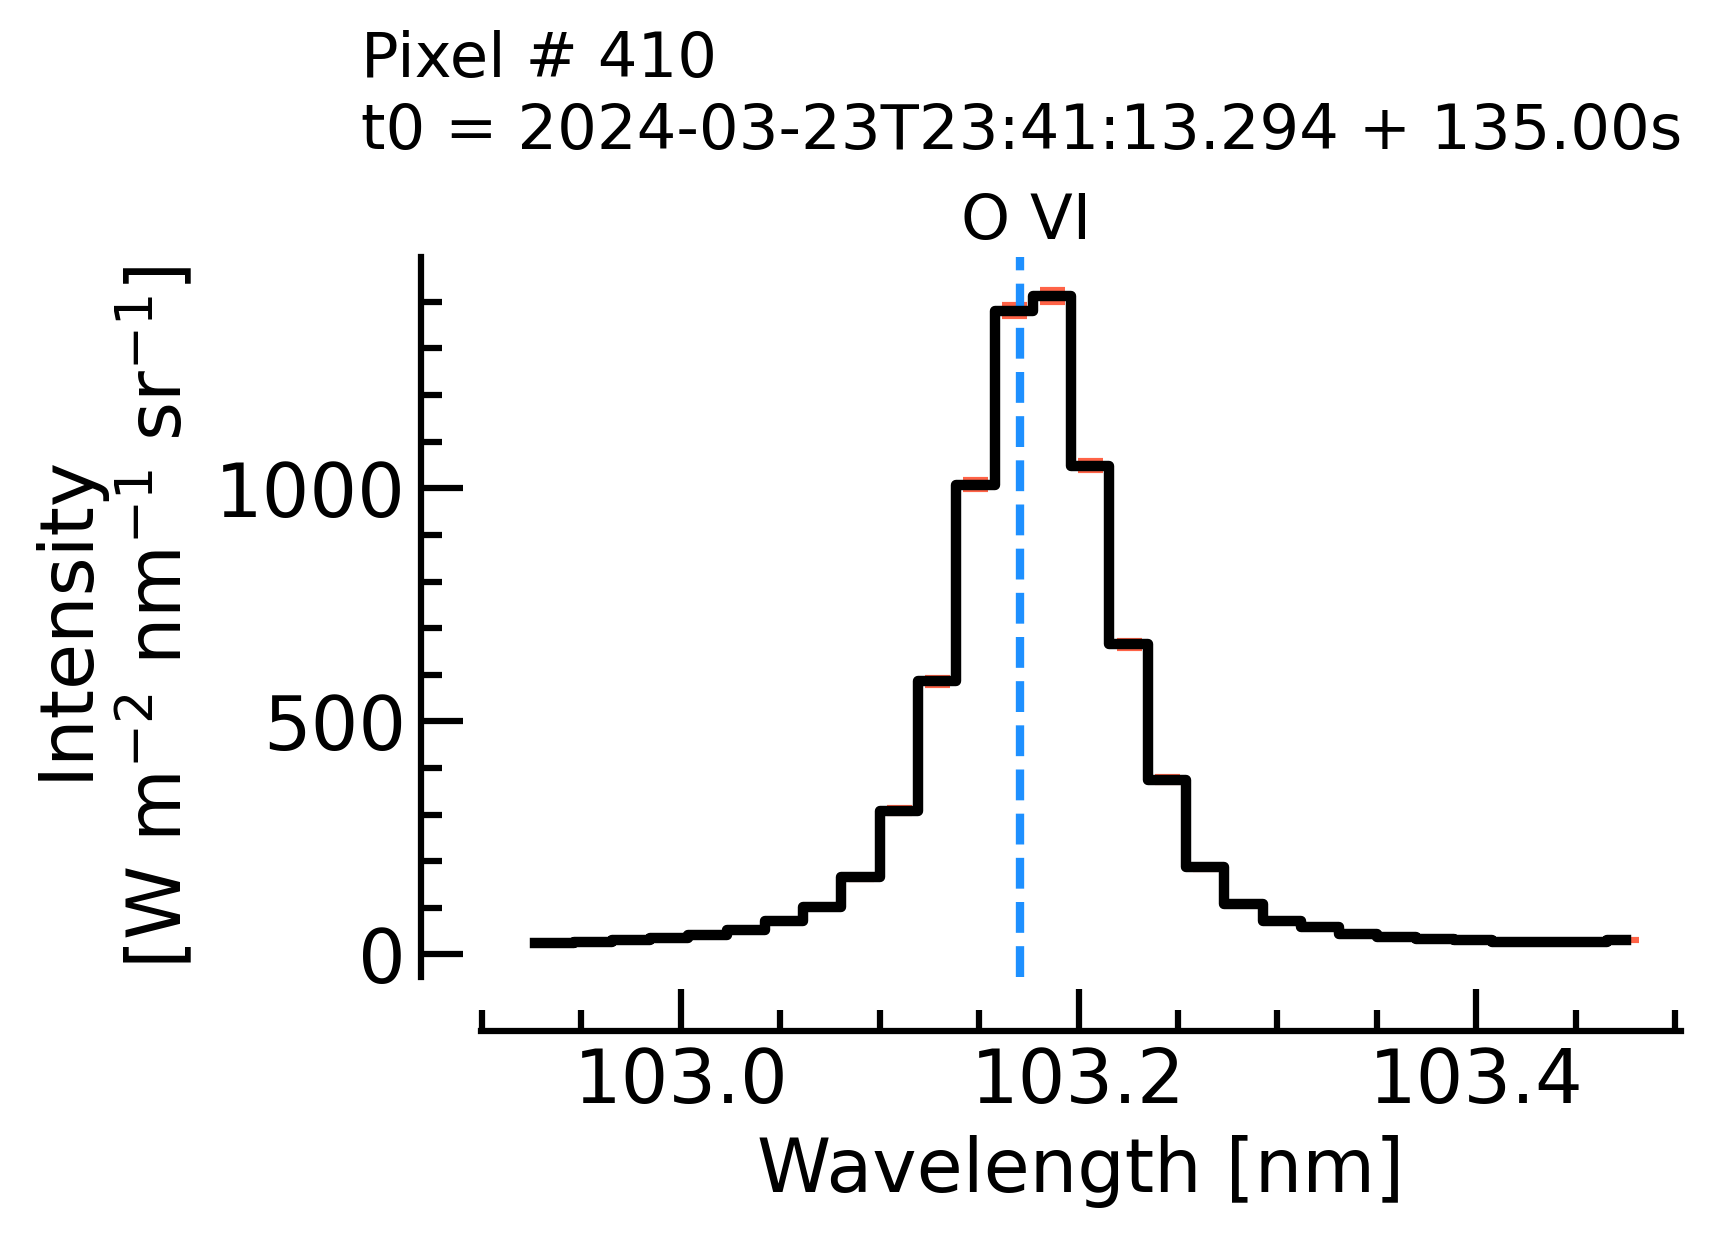 Pixel # 410
t0 = 2024-03-23T23:41:13.294 + 135.00s
O VI
Intensity
[W m⁻² nm⁻¹ sr⁻¹]
1000
500
0
103.0 103.2 103.4
Wavelength [nm]